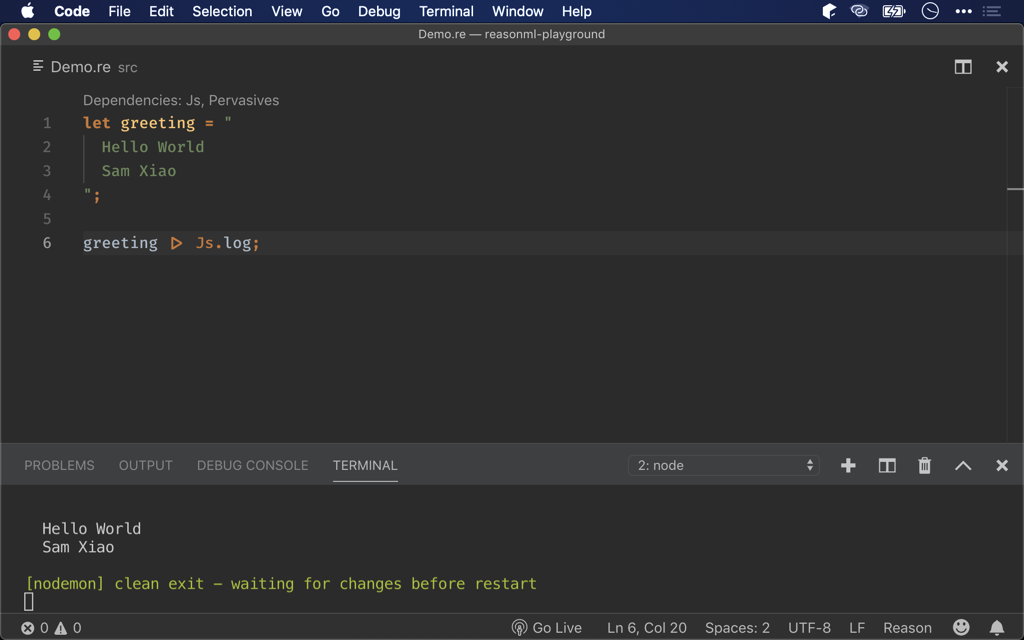 Code File Edit Selection View Go Debug Terminal Window Help
Demo.re — reasonml-playground
Demo.re src
Dependencies: Js, Pervasives
1 let greeting = "
2 Hello World
3 Sam Xiao
4 ";
5
6 greeting |> Js.log;
PROBLEMS OUTPUT DEBUG CONSOLE TERMINAL 2: node
Hello World
Sam Xiao
[nodemon] clean exit - waiting for changes before restart
0 0 Go Live Ln 6, Col 20 Spaces: 2 UTF-8 LF Reason